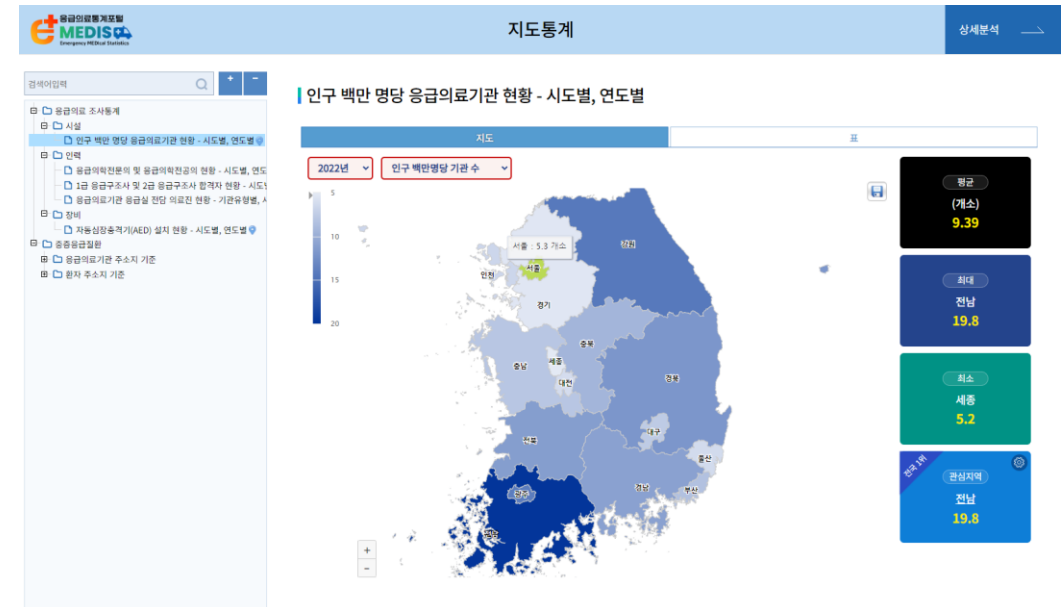 응급의료통계포털
MEDIS
Emergency MEDical Statistics
지도통계
상세분석
검색어입력
+ -
응급의료 조사통계
시설
인구 백만 명당 응급의료기관 현황 - 시도별, 연도별
인력
응급의학전문의 및 응급의학전공의 현황 - 시도별, 연도
1급 응급구조사 및 2급 응급구조사 합격자 현황 - 시도별
응급의료기관 응급실 전담 의료진 현황 - 기관유형별, 시
장비
자동심장충격기(AED) 설치 현황 - 시도별, 연도별
중증응급질환
응급의료기관 주소지 기준
환자 주소지 기준
인구 백만 명당 응급의료기관 현황 - 시도별, 연도별
지도
표
2022년
인구 백만명당 기관 수
5
10
15
20
서울 : 5.3 개소
강원
서울
인천
경기
충북
충남
세종
대전
경북
전북
대구
울산
광주
경남
부산
전남
+
-
평균
(개소)
9.39
최대
전남
19.8
최소
세종
5.2
전국 1위
관심지역
전남
19.8